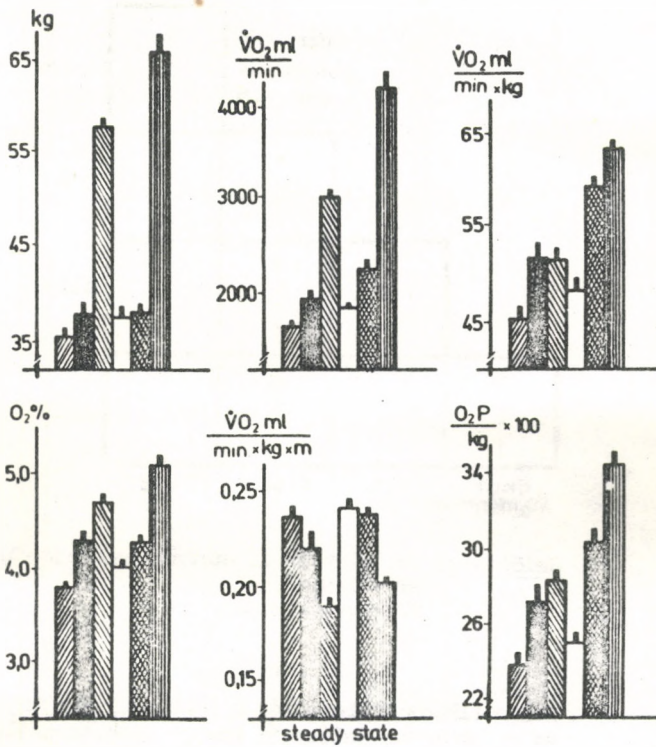 kg
65
55
45
35
V̇O₂ ml
min
4000
3000
2000
V̇O₂ ml
min × kg
65
55
45
O₂%
5,0
4,0
3,0
V̇O₂ ml
min × kg × m
0,25
0,20
0,15
steady state
O₂P × 100
kg
34
30
26
22